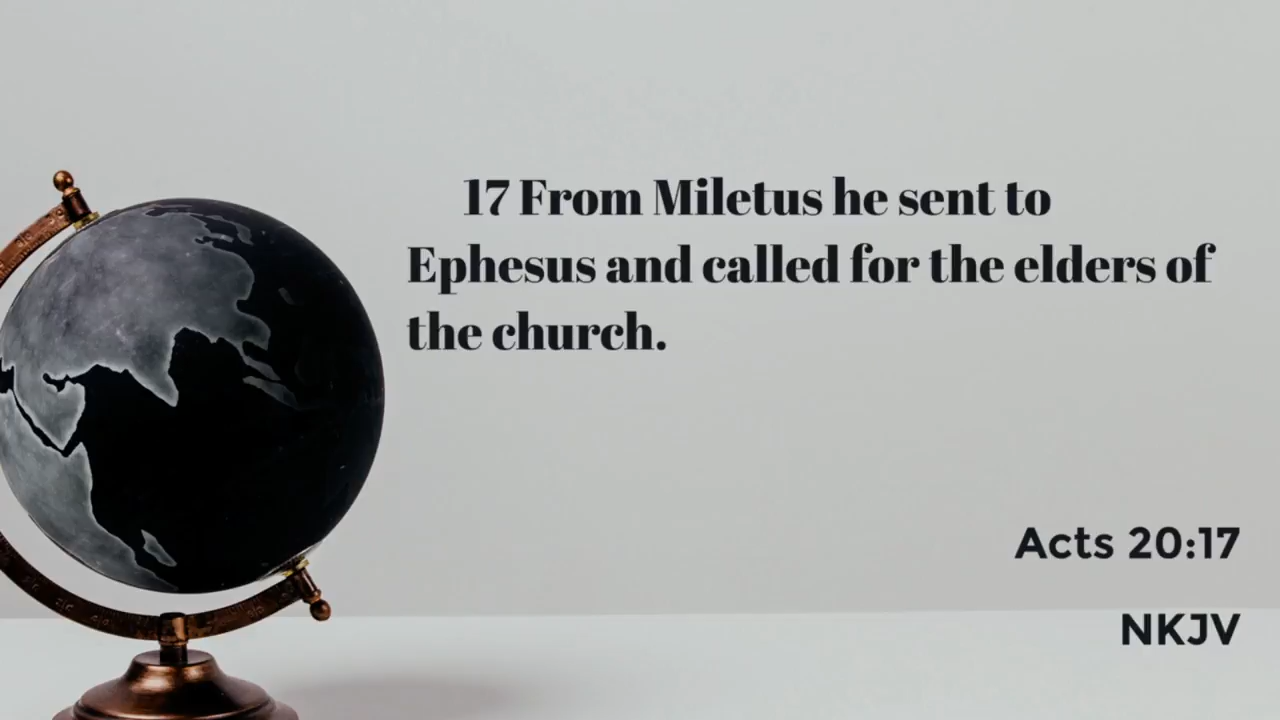 17 From Miletus he sent to
Ephesus and called for the elders of
the church.
Acts 20:17
NKJV